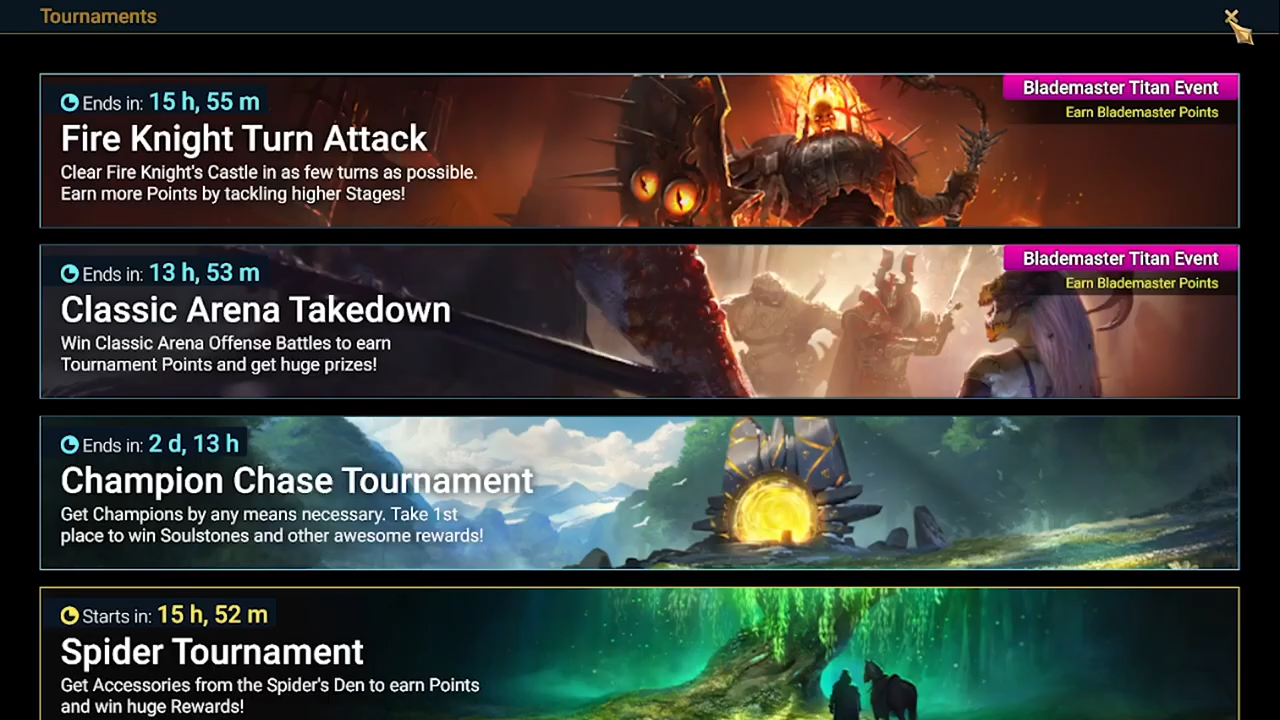 Tournaments
Ends in: 15 h, 55 m
Blademaster Titan Event
Earn Blademaster Points
Fire Knight Turn Attack
Clear Fire Knight's Castle in as few turns as possible.
Earn more Points by tackling higher Stages!
Ends in: 13 h, 53 m
Blademaster Titan Event
Earn Blademaster Points
Classic Arena Takedown
Win Classic Arena Offense Battles to earn
Tournament Points and get huge prizes!
Ends in: 2 d, 13 h
Champion Chase Tournament
Get Champions by any means necessary. Take 1st
place to win Soulstones and other awesome rewards!
Starts in: 15 h, 52 m
Spider Tournament
Get Accessories from the Spider's Den to earn Points
and win huge Rewards!